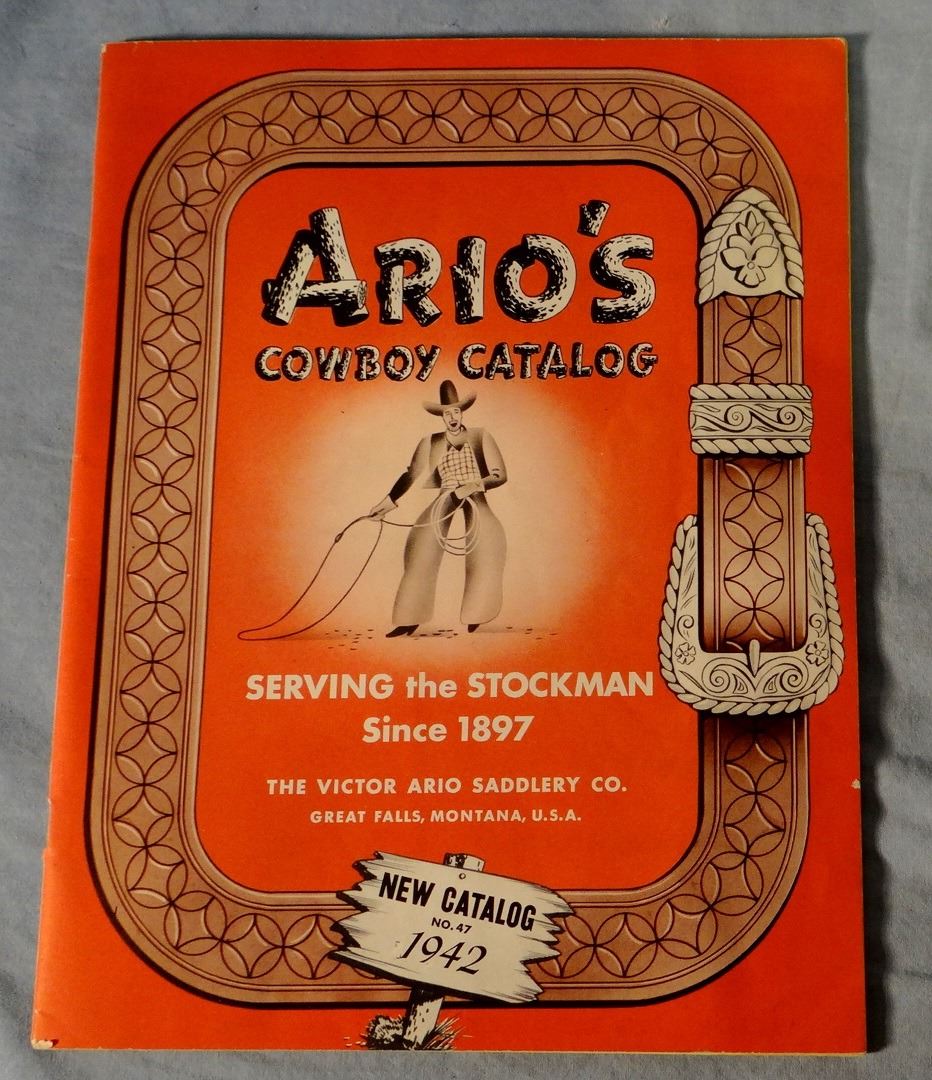 ARIO'S
COWBOY CATALOG
SERVING the STOCKMAN
Since 1897
THE VICTOR ARIO SADDLERY CO.
GREAT FALLS, MONTANA, U.S.A.
NEW CATALOG
NO. 47
1942